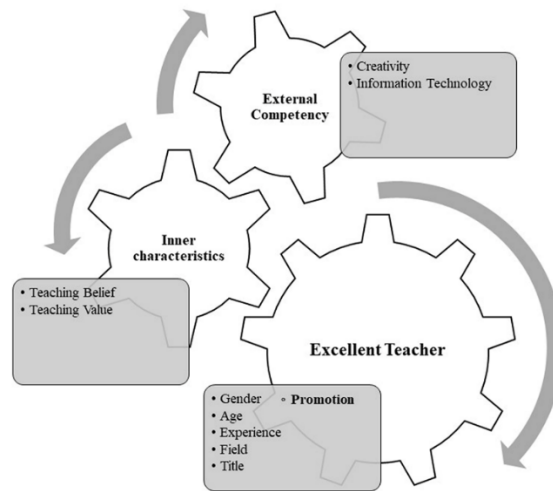 External
Competency
• Creativity
• Information Technology
Inner
characteristics
• Teaching Belief
• Teaching Value
Excellent Teacher
• Gender
• Age
• Experience
• Field
• Title
◦ Promotion